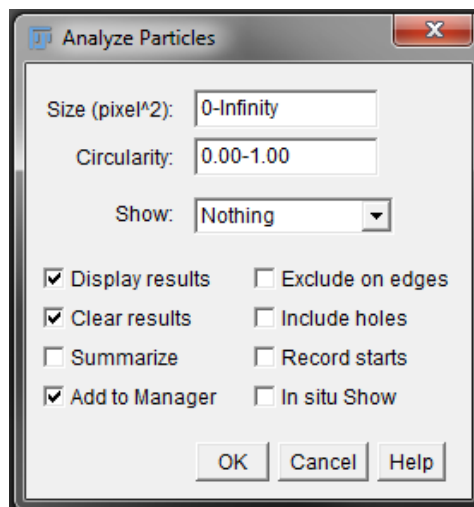 Analyze Particles
Size (pixel^2): 0-Infinity
Circularity: 0.00-1.00
Show: Nothing
Display results Exclude on edges
Clear results Include holes
Summarize Record starts
Add to Manager In situ Show
OK Cancel Help